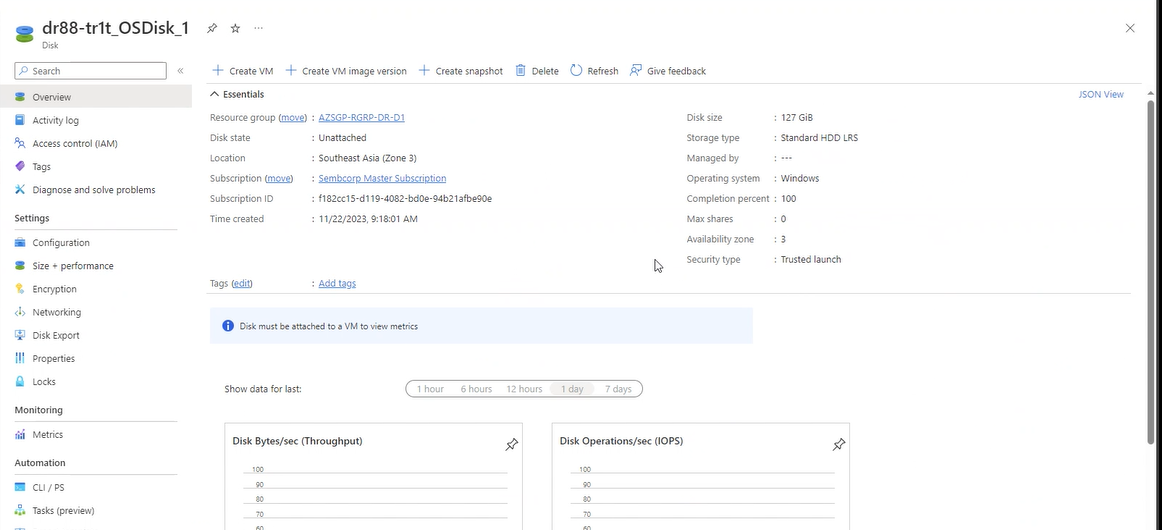 dr88-tr1t_OSDisk_1
Disk
Search
Create VM Create VM image version Create snapshot Delete Refresh Give feedback
Overview
Activity log
Access control (IAM)
Tags
Diagnose and solve problems
Settings
Configuration
Size + performance
Encryption
Networking
Disk Export
Properties
Locks
Monitoring
Metrics
Automation
CLI / PS
Tasks (preview)
Essentials
JSON View
Resource group (move) : AZSGP-RGRP-DR-D1
Disk state : Unattached
Location : Southeast Asia (Zone 3)
Subscription (move) : Sembcorp Master Subscription
Subscription ID : f182cc15-d119-4082-bd0e-94b21afbe90e
Time created : 11/22/2023, 9:18:01 AM
Disk size : 127 GiB
Storage type : Standard HDD LRS
Managed by : ---
Operating system : Windows
Completion percent : 100
Max shares : 0
Availability zone : 3
Security type : Trusted launch
Tags (edit) : Add tags
Disk must be attached to a VM to view metrics
Show data for last: 1 hour 6 hours 12 hours 1 day 7 days
Disk Bytes/sec (Throughput)
100
90
80
70
60
Disk Operations/sec (IOPS)
100
90
80
70
60